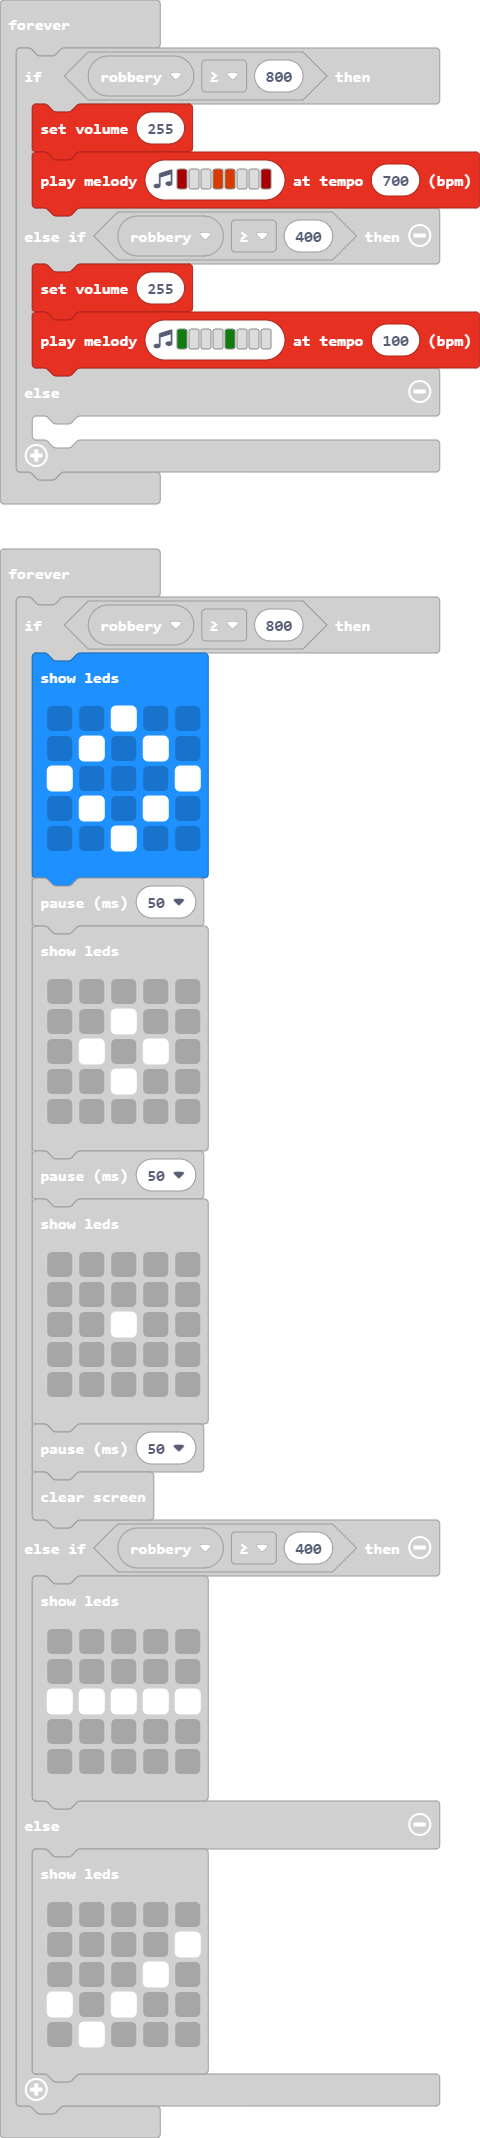 forever
if robbery ≥ 800 then
set volume 255
play melody at tempo 700 (bpm)
else if robbery ≥ 400 then
set volume 255
play melody at tempo 100 (bpm)
else
forever
if robbery ≥ 800 then
show leds
pause (ms) 50
show leds
pause (ms) 50
show leds
pause (ms) 50
clear screen
else if robbery ≥ 400 then
show leds
else
show leds